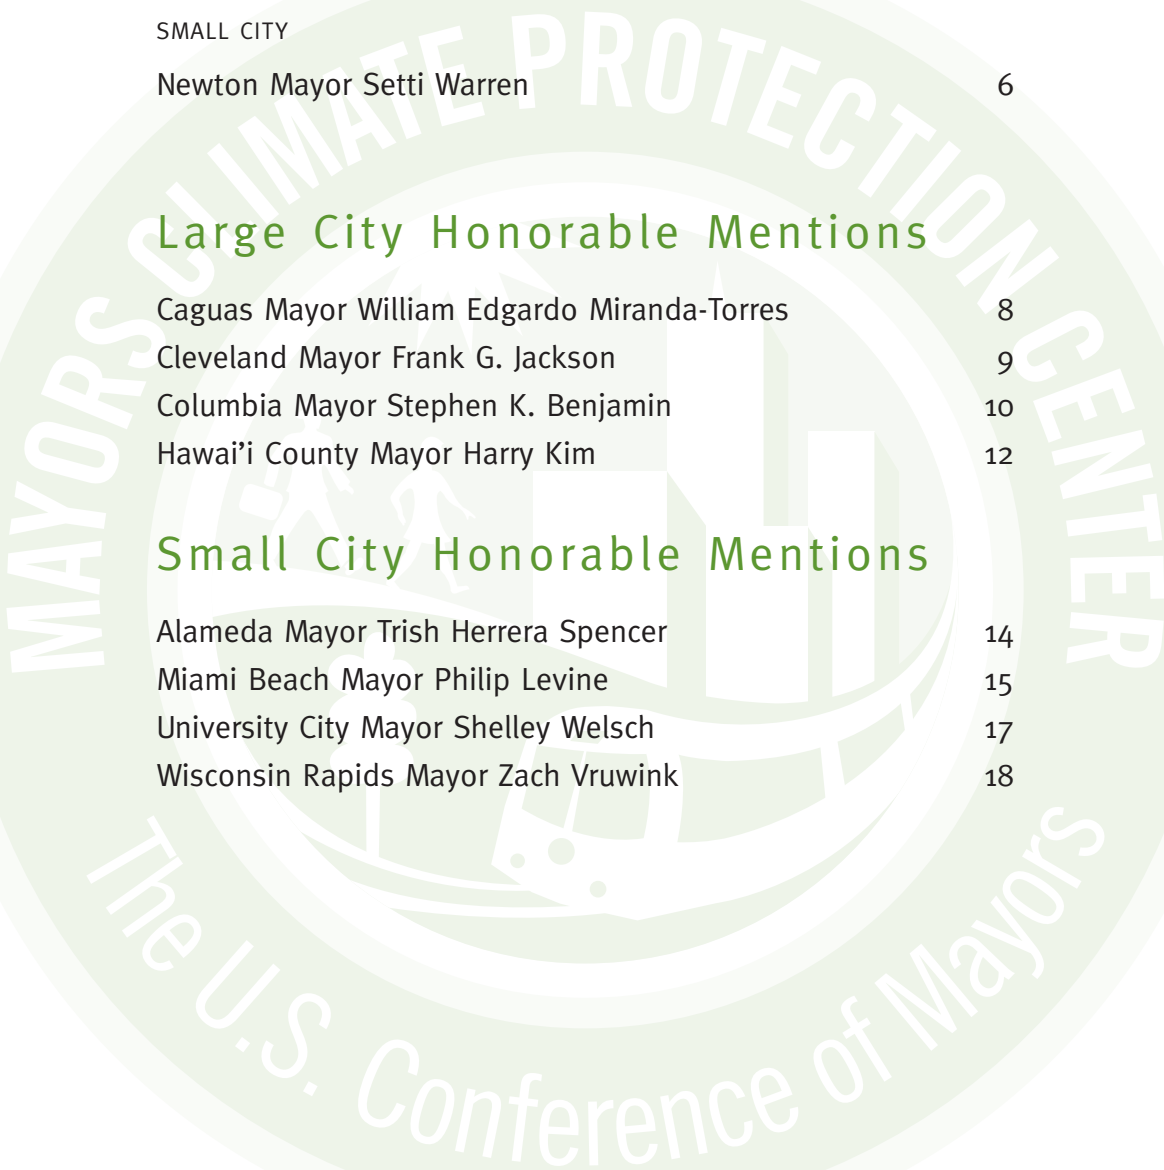 SMALL CITY
Newton Mayor Setti Warren 6
Large City Honorable Mentions
Caguas Mayor William Edgardo Miranda-Torres 8
Cleveland Mayor Frank G. Jackson 9
Columbia Mayor Stephen K. Benjamin 10
Hawai’i County Mayor Harry Kim 12
Small City Honorable Mentions
Alameda Mayor Trish Herrera Spencer 14
Miami Beach Mayor Philip Levine 15
University City Mayor Shelley Welsch 17
Wisconsin Rapids Mayor Zach Vruwink 18
MAYORS CLIMATE PROTECTION CENTER
The U.S. Conference of Mayors